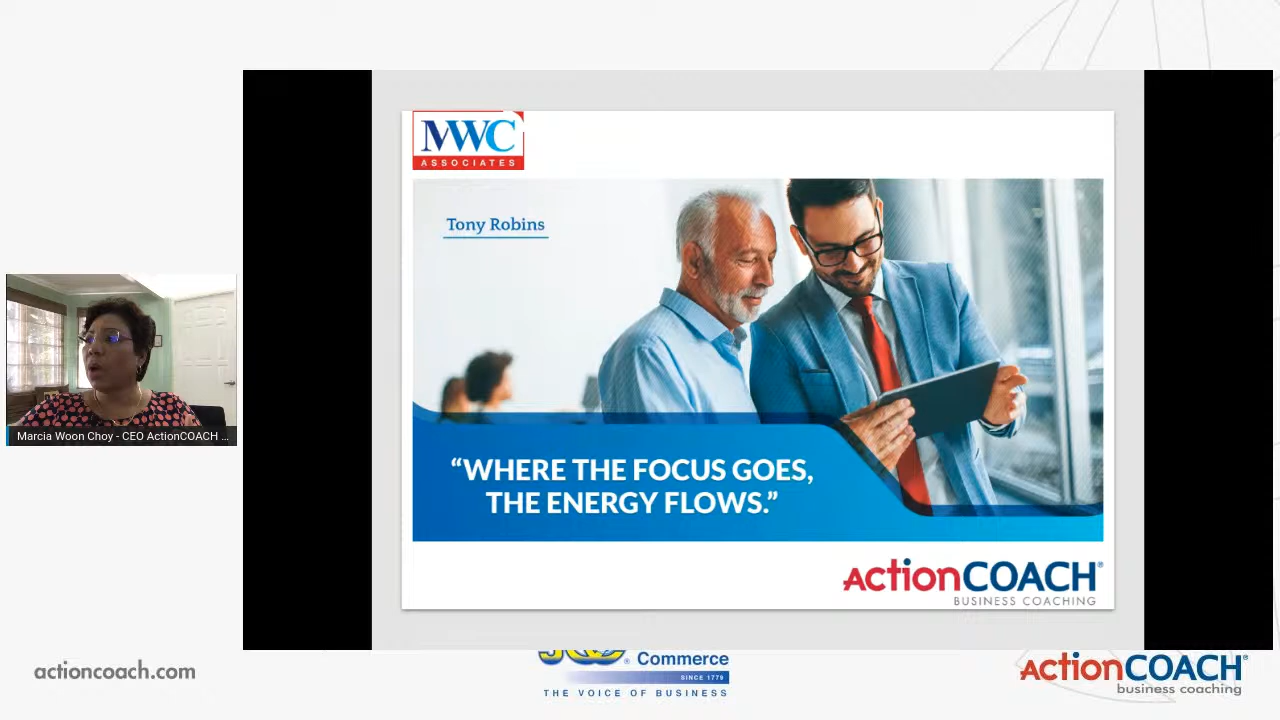 MWC
ASSOCIATES
Tony Robins
“WHERE THE FOCUS GOES,
THE ENERGY FLOWS.”
ACTIONCOACH®
BUSINESS COACHING
Marcia Woon Choy - CEO ActionCOACH ...
actioncoach.com
® Commerce
SINCE 1779
THE VOICE OF BUSINESS
ACTIONCOACH®
business coaching